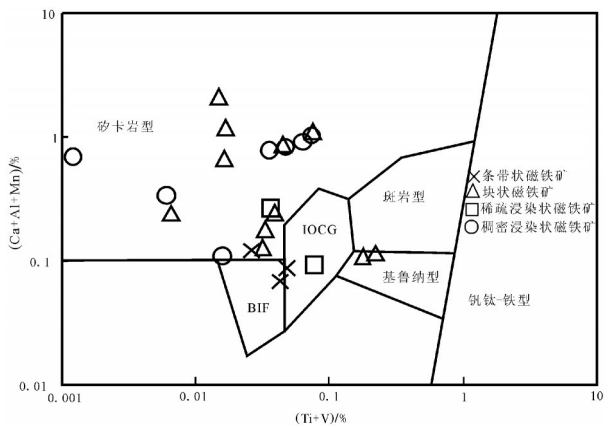 10
1
0.1
0.01
(Ca+Al+Mn)/%
矽卡岩型
斑岩型
IOCG
BIF
基鲁纳型
钒钛-铁型
条带状磁铁矿
块状磁铁矿
稀疏浸染状磁铁矿
稠密浸染状磁铁矿
0.001
0.01
0.1
1
10
(Ti+V)/%